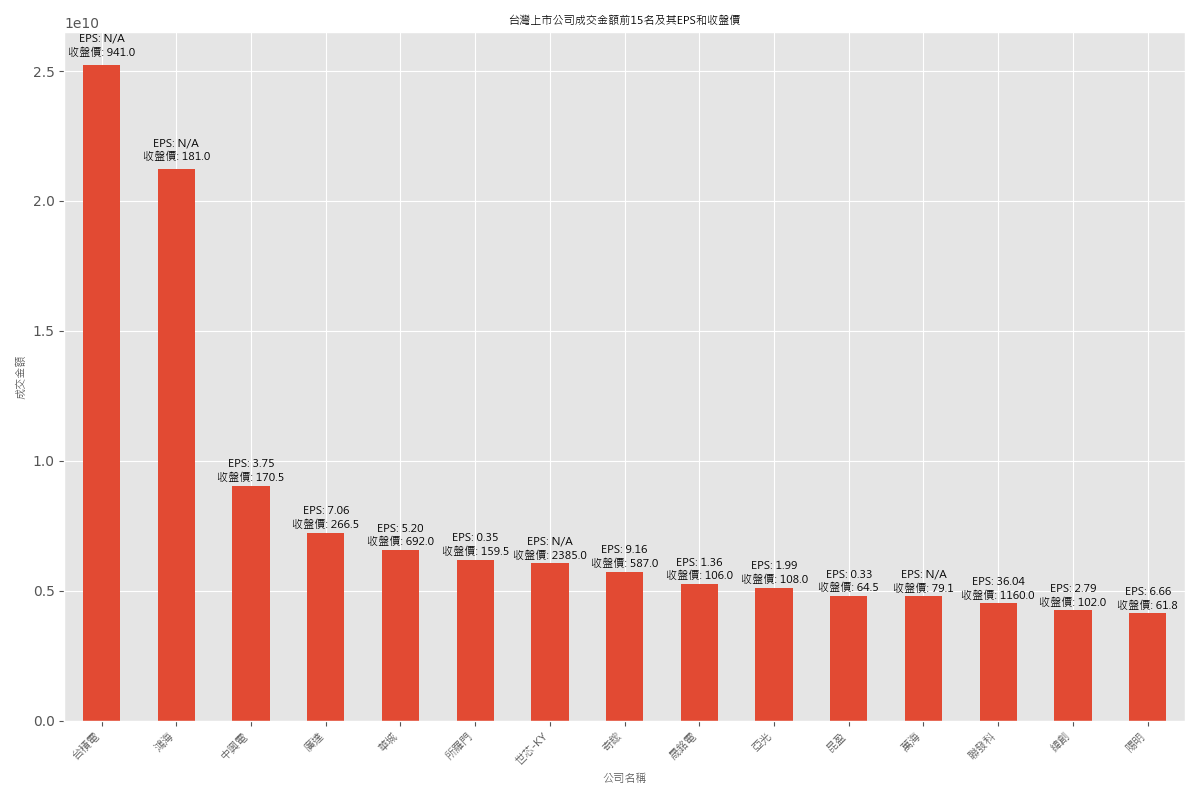 台灣上市公司成交金額前15名及其EPS和收盤價
1e10
2.5
2.0
1.5
1.0
0.5
0.0
成交金額
EPS: N/A
收盤價: 941.0
EPS: N/A
收盤價: 181.0
EPS: 3.75
收盤價: 170.5
EPS: 7.06
收盤價: 266.5
EPS: 5.20
收盤價: 692.0
EPS: 0.35
收盤價: 159.5
EPS: N/A
收盤價: 2385.0
EPS: 9.16
收盤價: 587.0
EPS: 1.36
收盤價: 106.0
EPS: 1.99
收盤價: 108.0
EPS: 0.33
收盤價: 64.5
EPS: N/A
收盤價: 79.1
EPS: 36.04
收盤價: 1160.0
EPS: 2.79
收盤價: 102.0
EPS: 6.66
收盤價: 61.8
台積電
鴻海
中興電
廣達
華城
所羅門
世芯-KY
奇鋐
晟銘電
亞光
昆盈
萬海
聯發科
緯創
陽明
公司名稱